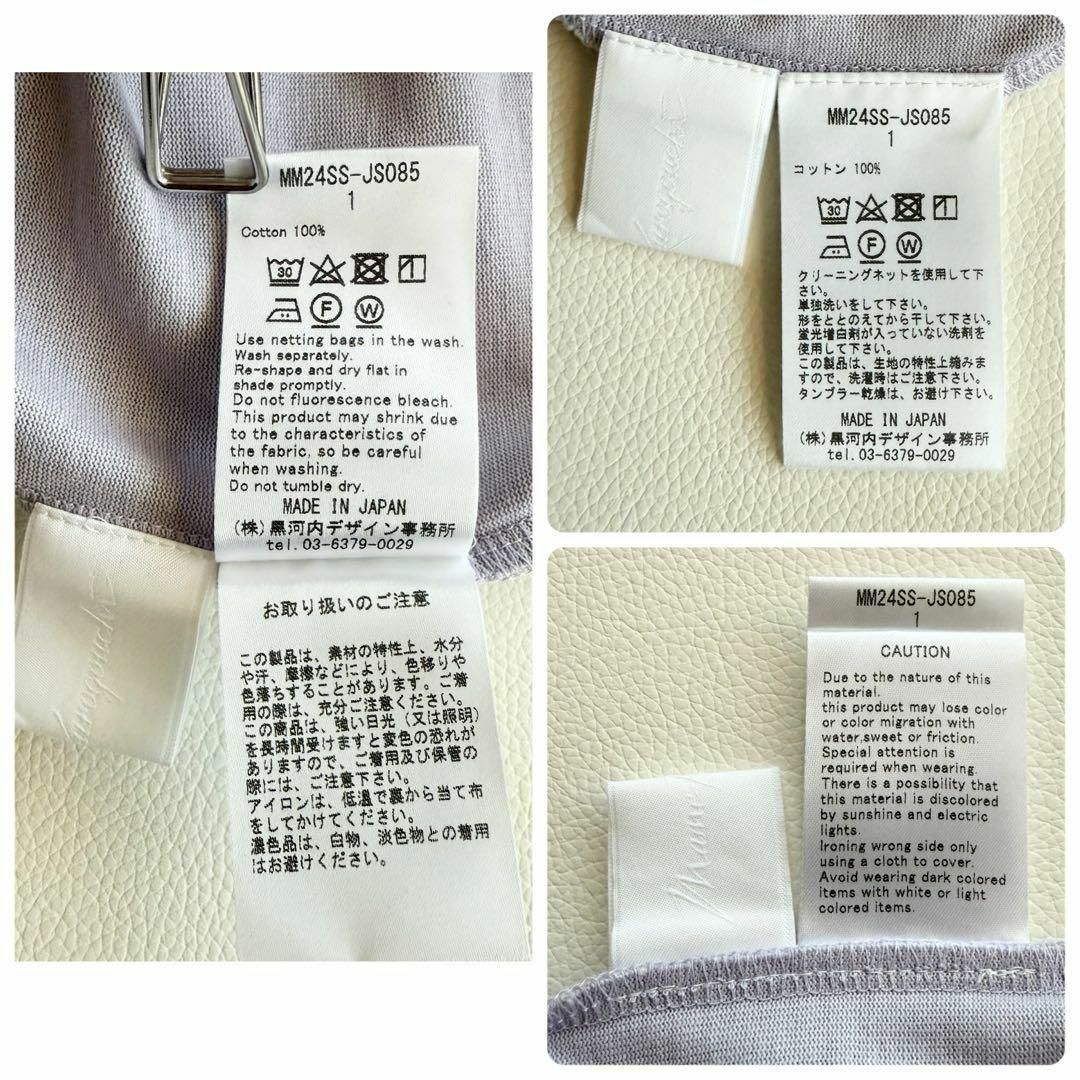 MM24SS-JS085
1
Cotton 100%
30
1
F
W
Use netting bags in the wash.
Wash separately.
Re-shape and dry flat in
shade promptly.
Do not fluorescence bleach.
This product may shrink due
to the characteristics of
the fabric, so be careful
when washing.
Do not tumble dry.
MADE IN JAPAN
(株)黒河内デザイン事務所
tel. 03-6379-0029
お取り扱いのご注意
この製品は、素材の特性上、水分
や汗、摩擦などにより、色移りや
色落ちすることがあります。ご着
用の際は、充分ご注意ください。
この商品は、強い日光(又は照明)
を長時間受けますと変色の恐れが
ありますので、ご着用及び保管の
際には、ご注意下さい。
アイロンは、低温で裏から当て布
をしてかけてください。
濃色品は、白物、淡色物との着用
はお避けください。
MM24SS-JS085
1
コットン 100%
30
1
F
W
クリーニングネットを使用して下
さい。
単独洗いをして下さい。
形をととのえてから干して下さい。
蛍光増白剤が入っていない洗剤を
使用して下さい。
この製品は、生地の特性上縮みま
すので、洗濯時はご注意下さい。
タンブラー乾燥は、お避け下さい。
MADE IN JAPAN
(株)黒河内デザイン事務所
tel. 03-6379-0029
MM24SS-JS085
1
CAUTION
Due to the nature of this
material.
this product may lose color
or color migration with
water,sweet or friction.
Special attention is
required when wearing.
There is a possibility that
this material is discolored
by sunshine and electric
lights.
Ironing wrong side only
using a cloth to cover.
Avoid wearing dark colored
items with white or light
colored items.